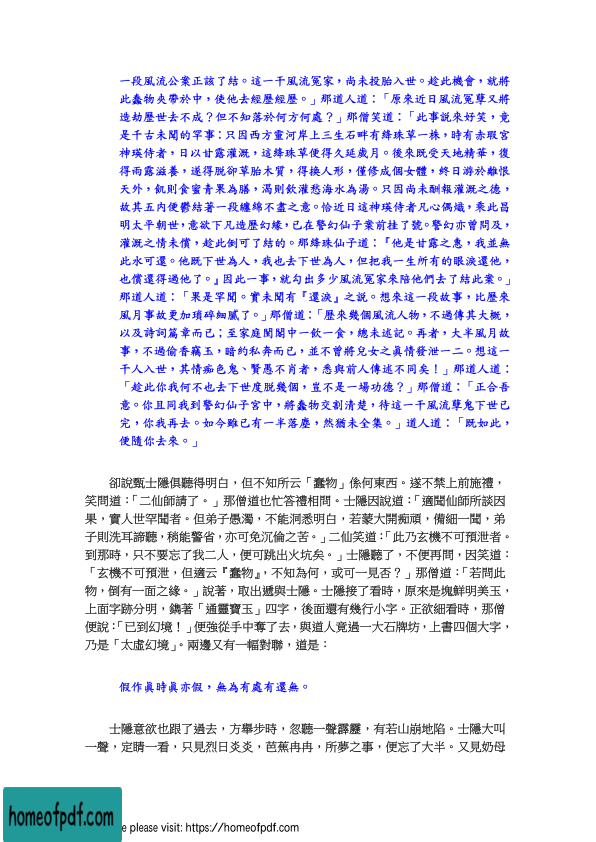 一段風流公案正該了結。這一干風流冤家，尚未投胎入世。趁此機會，就將
此蠢物夾帶於中，使他去經歷經歷。」那道人道：「原來近日風流冤孽又將
造劫歷世去不成？但不知落於何方何處？」那僧笑道：「此事說來好笑，竟
是千古未聞的罕事：只因西方靈河岸上三生石畔有絳珠草一株，時有赤瑕宮
神瑛侍者，日以甘露灌溉，這絳珠草便得久延歲月。後來既受天地精華，復
得雨露滋養，遂得脫卻草胎木質，得換人形，僅修成個女體，終日游於離恨
天外，飢則食蜜青果為膳，渴則飲灌愁海水為湯。只因尚未酬報灌溉之德，
故其五內便鬱結著一段纏綿不盡之意。恰近日這神瑛侍者凡心偶熾，乘此昌
明太平朝世，意欲下凡造歷幻緣，已在警幻仙子案前挂了號。警幻亦曾問及，
灌溉之情未償，趁此倒可了結的。那絳珠仙子道：『他是甘露之惠，我並無
此水可還。他既下世為人，我也去下世為人，但把我一生所有的眼淚還他，
也償還得過他了。』因此一事，就勾出多少風流冤家來陪他們去了結此案。」
那道人道：「果是罕聞。實未聞有『還淚』之說。想來這一段故事，比歷來
風月事故更加瑣碎細膩了。」那僧道：「歷來幾個風流人物，不過傳其大概，
以及詩詞篇章而已；至家庭閨閣中一飲一食，總未述記。再者，大半風月故
事，不過偷香竊玉，暗約私奔而已，並不曾將兒女之真情發泄一二。想這一
干人入世，其情痴色鬼、賢愚不肖者，悉與前人傳述不同矣！」那道人道：
「趁此你我何不也去下世度脫幾個，豈不是一場功德？」那僧道：「正合吾
意。你且同我到警幻仙子宮中，將蠢物交割清楚，待這一干風流孽鬼下世已
完，你我再去。如今雖已有一半落塵，然猶未全集。」道人道：「既如此，
便隨你去來。」
卻說甄士隱俱聽得明白，但不知所云「蠢物」係何東西。遂不禁上前施禮，
笑問道：「二仙師請了。」那僧道也忙答禮相問。士隱因說道：「適聞仙師所談因
果，實人世罕聞者。但弟子愚濁，不能洞悉明白，若蒙大開痴頑，備細一聞，弟
子則洗耳諦聽，稍能警省，亦可免沉倫之苦。」二仙笑道：「此乃玄機不可預泄者。
到那時，只不要忘了我二人，便可跳出火坑矣。」士隱聽了，不便再問，因笑道：
「玄機不可預泄，但適云『蠢物』，不知為何，或可一見否？」那僧道：「若問此
物，倒有一面之緣。」說著，取出遞與士隱。士隱接了看時，原來是塊鮮明美玉，
上面字跡分明，鐫著「通靈寶玉」四字，後面還有幾行小字。正欲細看時，那僧
便說：「已到幻境！」便強從手中奪了去，與道人竟過一大石牌坊，上書四個大字，
乃是「太虛幻境」。兩邊又有一幅對聯，道是：
假作真時真亦假，無為有處有還無。
士隱意欲也跟了過去，方舉步時，忽聽一聲霹靂，有若山崩地陷。士隱大叫
一聲，定睛一看，只見烈日炎炎，芭蕉冉冉，所夢之事，便忘了大半。又見奶母
homeofpdf.com
e please visit: https://homeofpdf.com